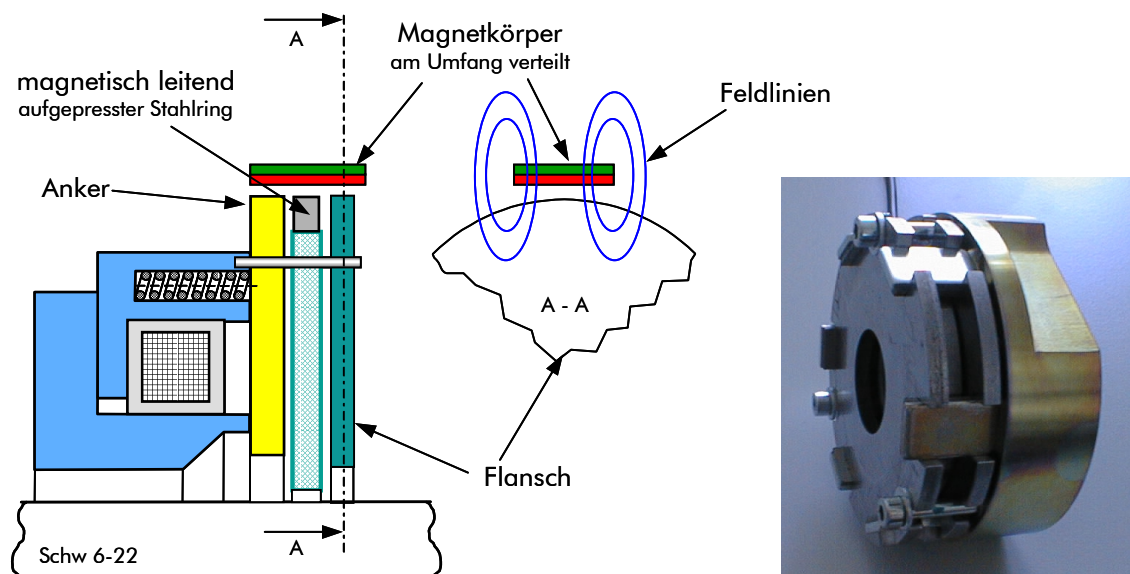 A
Magnetkörper
am Umfang verteilt
magnetisch leitend
aufgepresster Stahlring
Feldlinien
Anker
A - A
Flansch
A
Schw 6-22